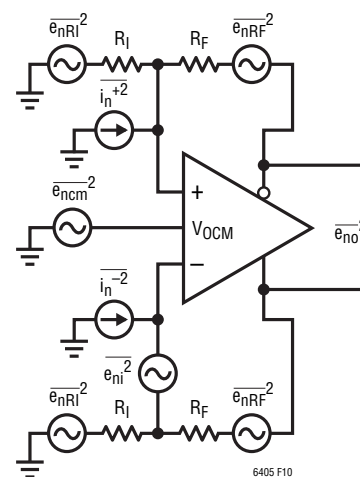 e_nRI^2 R_I R_F e_nRF^2
i_n^+2
e_ncm^2
+
V_OCM
e_no^2
−
i_n^−2
e_ni^2
e_nRI^2 R_I R_F e_nRF^2
6405 F10